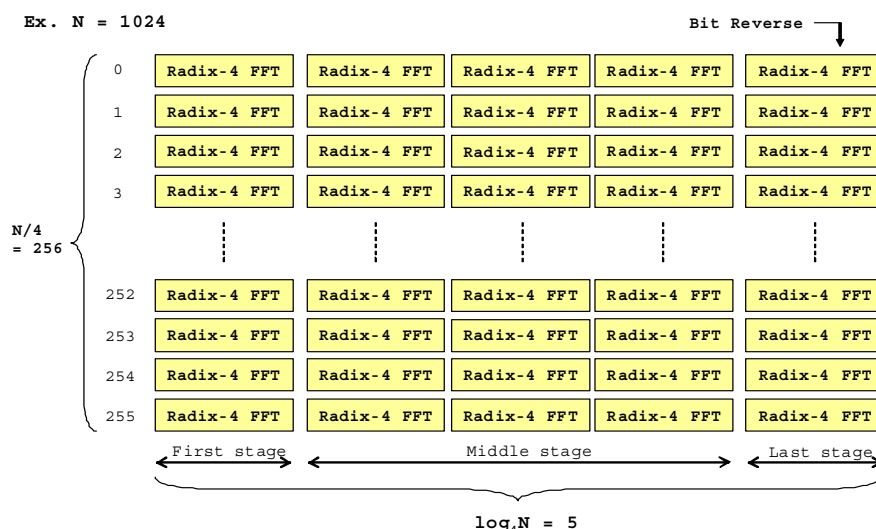 Ex. N = 1024
Bit Reverse
0 Radix-4 FFT Radix-4 FFT Radix-4 FFT Radix-4 FFT Radix-4 FFT
1 Radix-4 FFT Radix-4 FFT Radix-4 FFT Radix-4 FFT Radix-4 FFT
2 Radix-4 FFT Radix-4 FFT Radix-4 FFT Radix-4 FFT Radix-4 FFT
3 Radix-4 FFT Radix-4 FFT Radix-4 FFT Radix-4 FFT Radix-4 FFT
N/4
= 256
252 Radix-4 FFT Radix-4 FFT Radix-4 FFT Radix-4 FFT Radix-4 FFT
253 Radix-4 FFT Radix-4 FFT Radix-4 FFT Radix-4 FFT Radix-4 FFT
254 Radix-4 FFT Radix-4 FFT Radix-4 FFT Radix-4 FFT Radix-4 FFT
255 Radix-4 FFT Radix-4 FFT Radix-4 FFT Radix-4 FFT Radix-4 FFT
First stage Middle stage Last stage
log₄N = 5